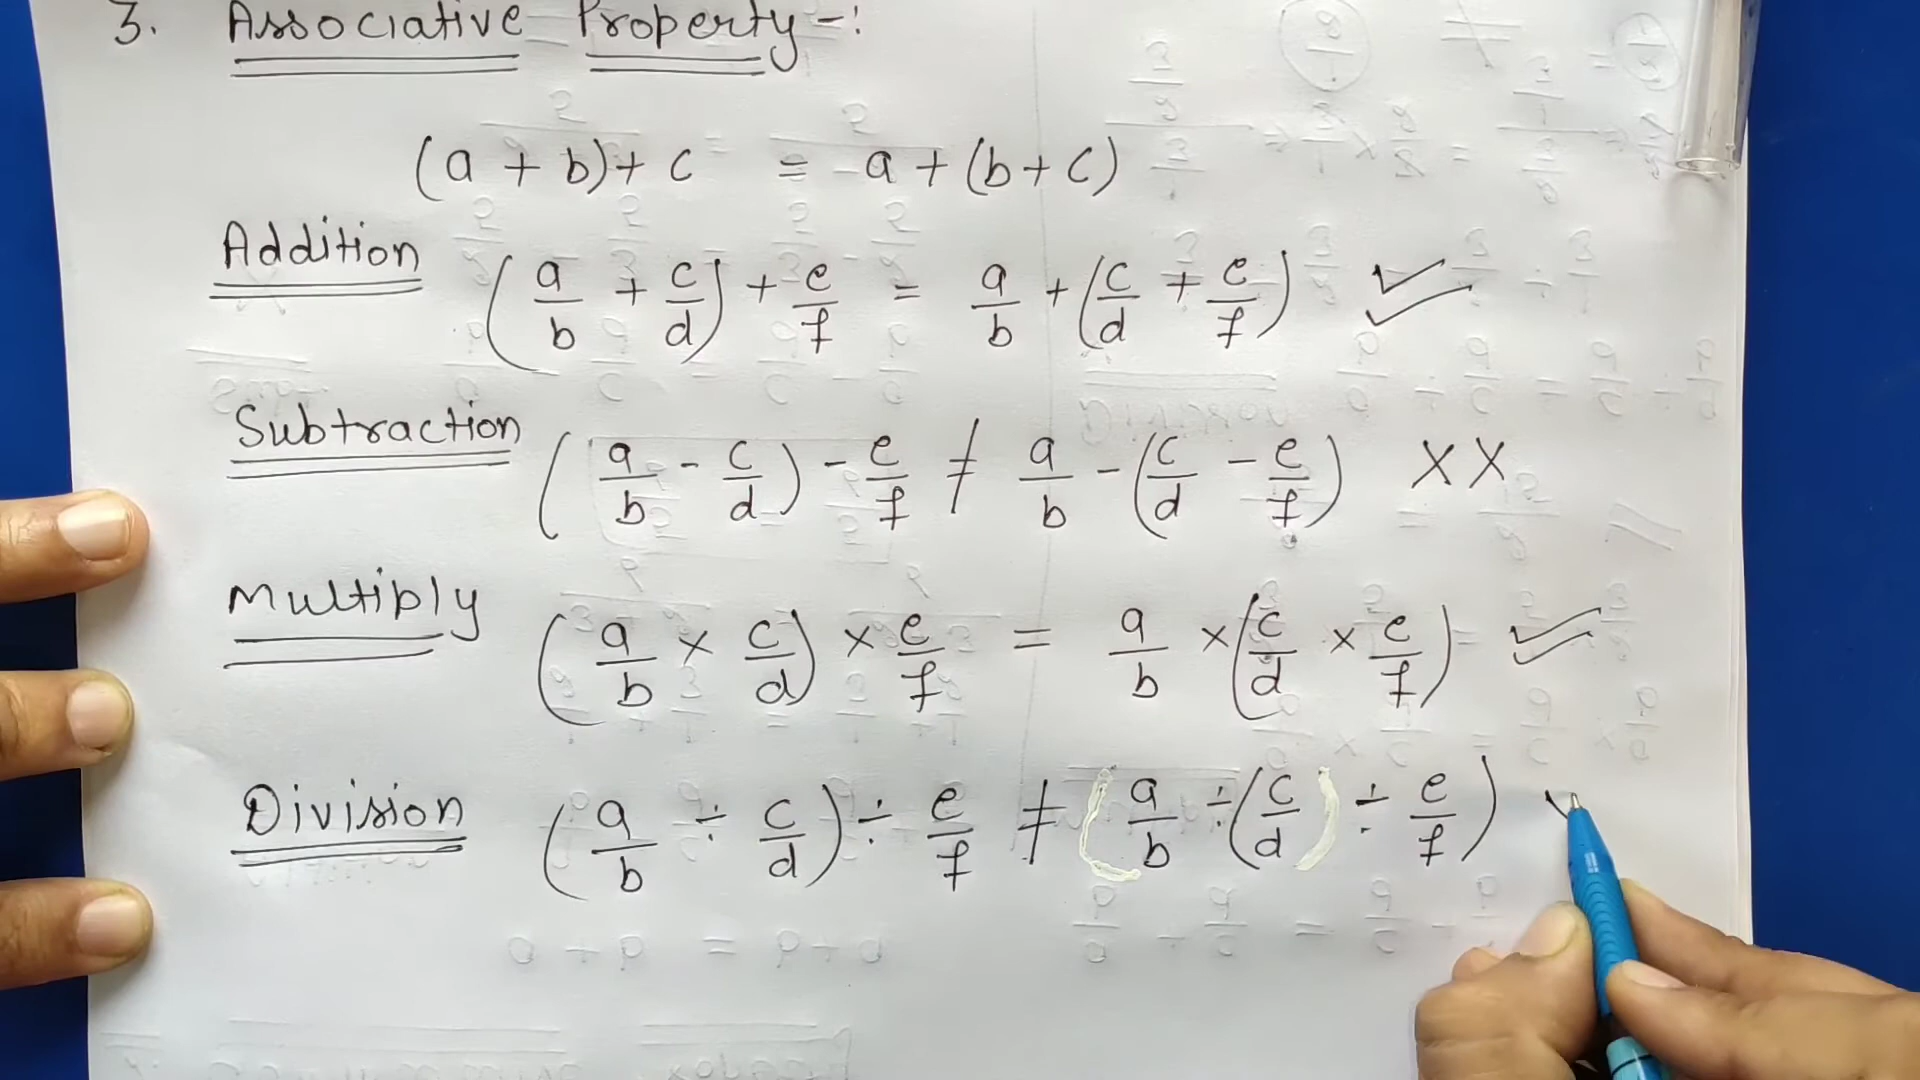 3. Associative Property -:
(a + b) + c = a + (b + c)
Addition (a/b + c/d) + e/f = a/b + (c/d + e/f) ✓
Subtraction (a/b - c/d) - e/f ≠ a/b - (c/d - e/f) XX
Multiply (a/b × c/d) × e/f = a/b × (c/d × e/f) ✓
Division (a/b ÷ c/d) ÷ e/f ≠ a/b ÷ (c/d ÷ e/f)